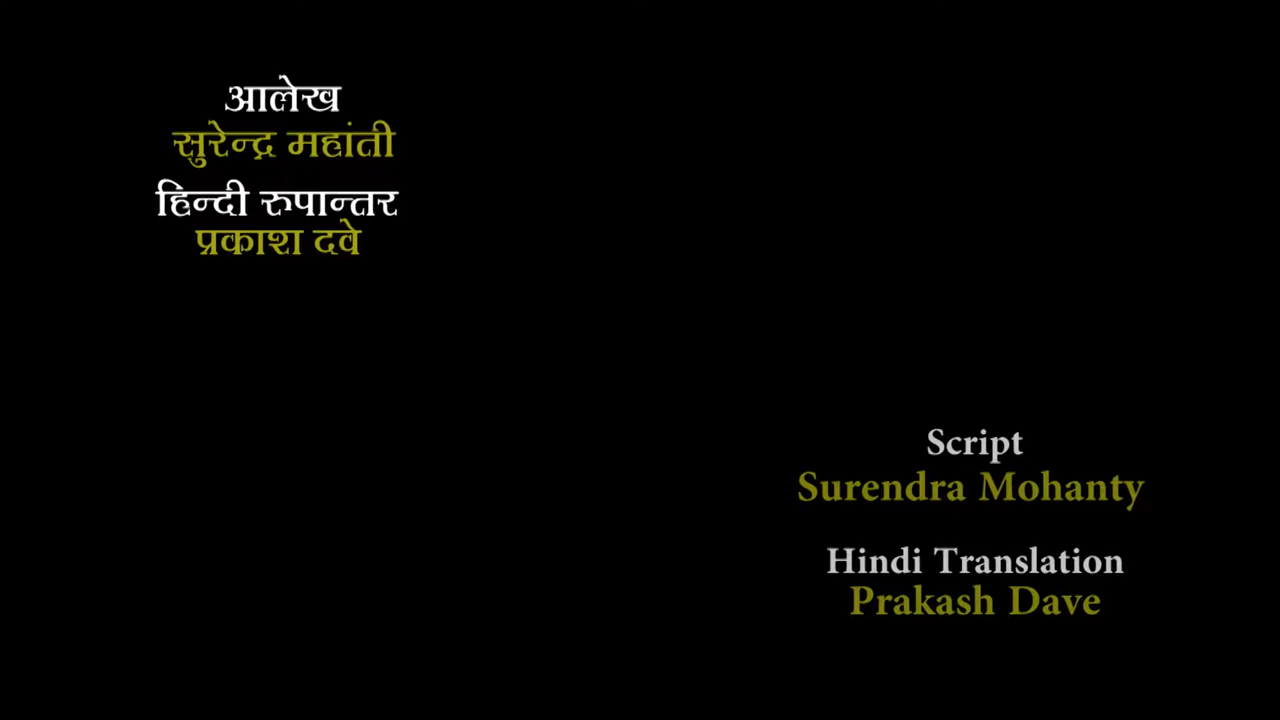 आलेख
सुरेन्द्र महांती
हिन्दी रुपान्तर
प्रकाश दवे
Script
Surendra Mohanty
Hindi Translation
Prakash Dave